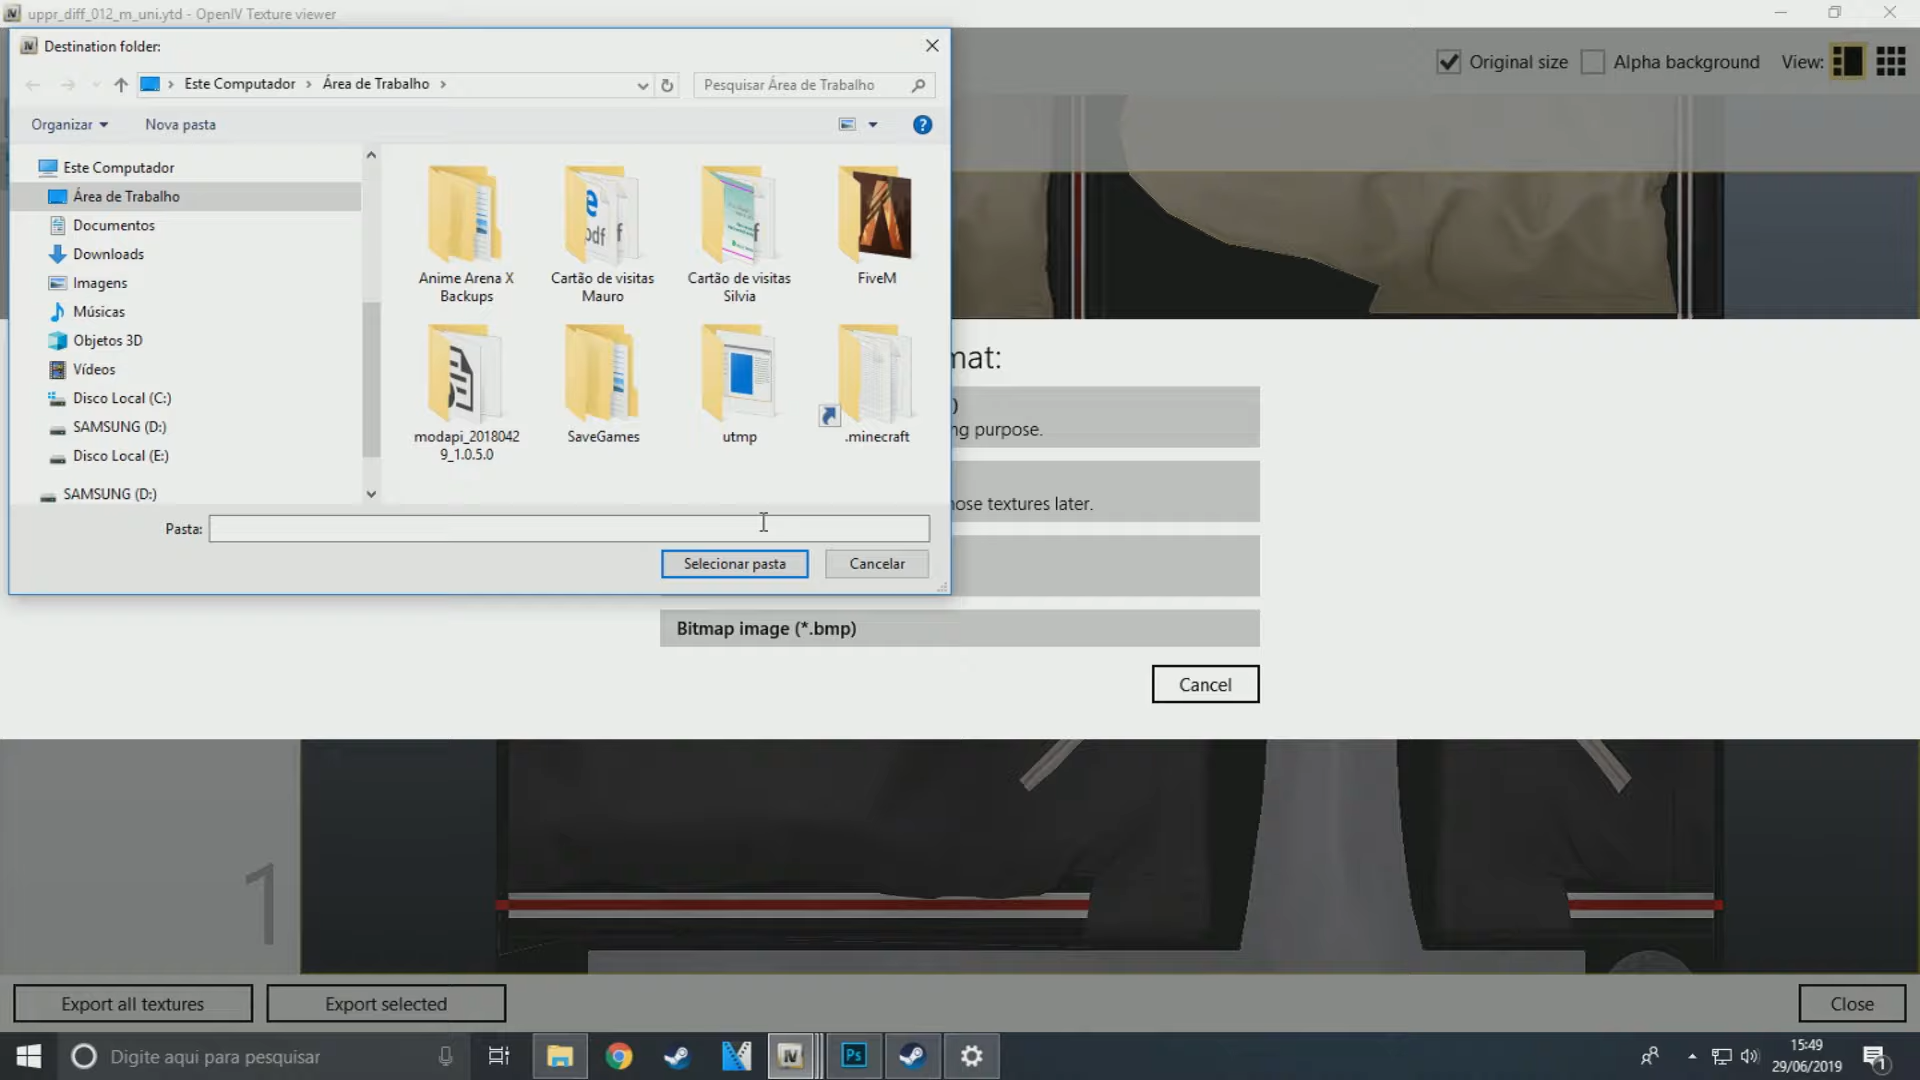 uppr_diff_012_m_uni.ytd - OpenIV Texture viewer
Destination folder:
Este Computador > Área de Trabalho >
Pesquisar Área de Trabalho
Original size
Alpha background
View:
Organizar
Nova pasta
Este Computador
Área de Trabalho
Documentos
Downloads
Imagens
Músicas
Objetos 3D
Vídeos
Disco Local (C:)
SAMSUNG (D:)
Disco Local (E:)
SAMSUNG (D:)
Anime Arena X
Backups
Cartão de visitas
Mauro
Cartão de visitas
Silvia
FiveM
modapi_2018042
9_1.0.5.0
SaveGames
utmp
.minecraft
Pasta:
Selecionar pasta
Cancelar
mat:
)
ng purpose.
hose textures later.
Bitmap image (*.bmp)
Cancel
1
Export all textures
Export selected
Close
Digite aqui para pesquisar
Ps
15:49
29/06/2019
1